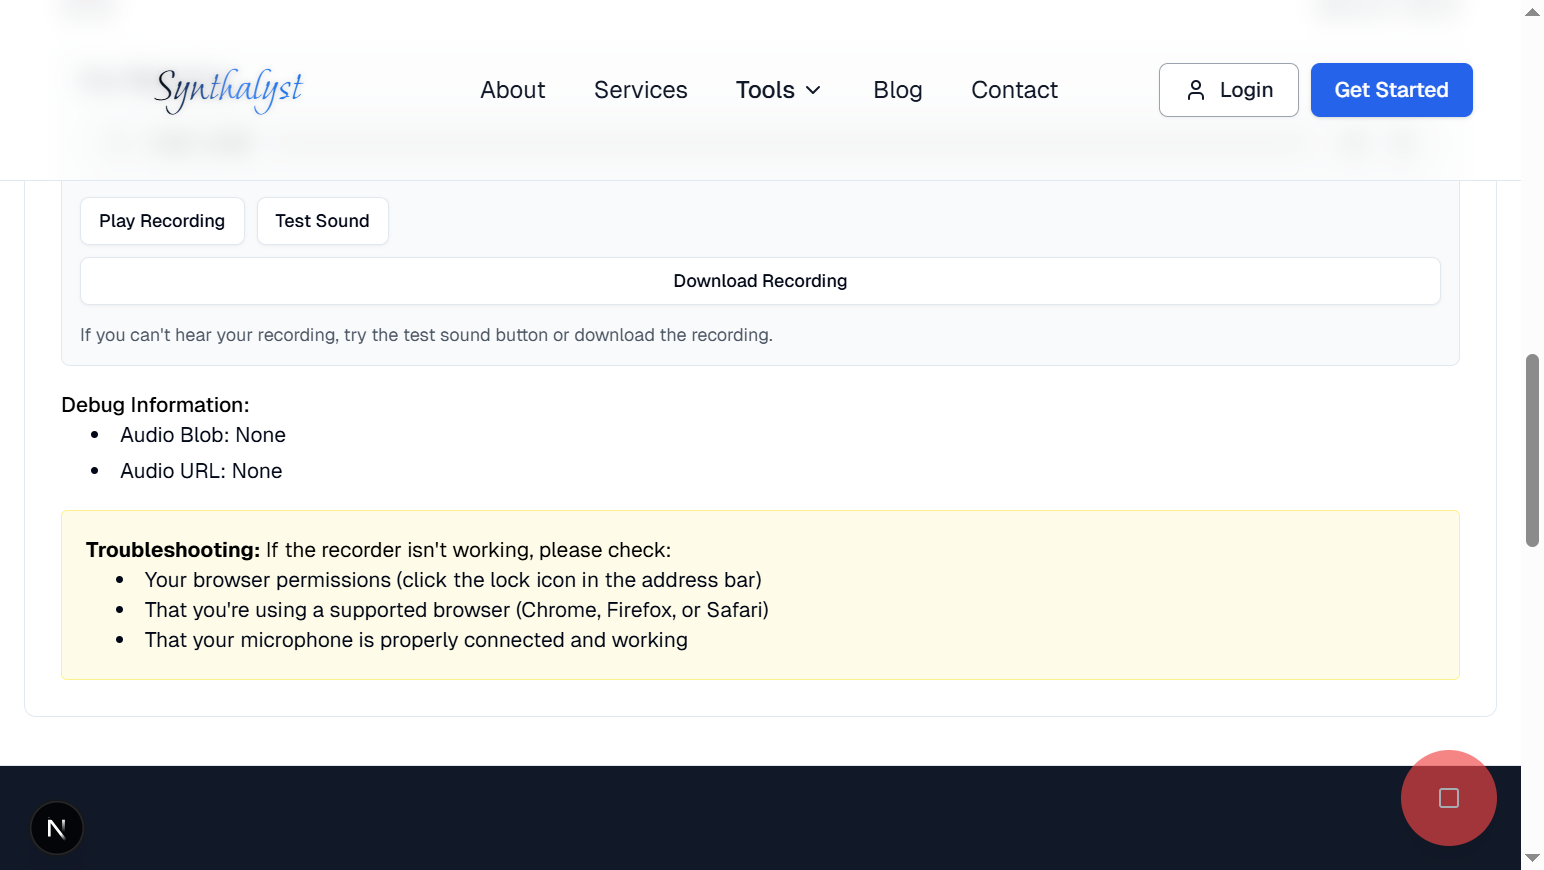 Synthalyst
About
Services
Tools
Blog
Contact
Login
Get Started
Play Recording
Test Sound
Download Recording
If you can't hear your recording, try the test sound button or download the recording.
Debug Information:
Audio Blob: None
Audio URL: None
Troubleshooting: If the recorder isn't working, please check:
Your browser permissions (click the lock icon in the address bar)
That you're using a supported browser (Chrome, Firefox, or Safari)
That your microphone is properly connected and working
N